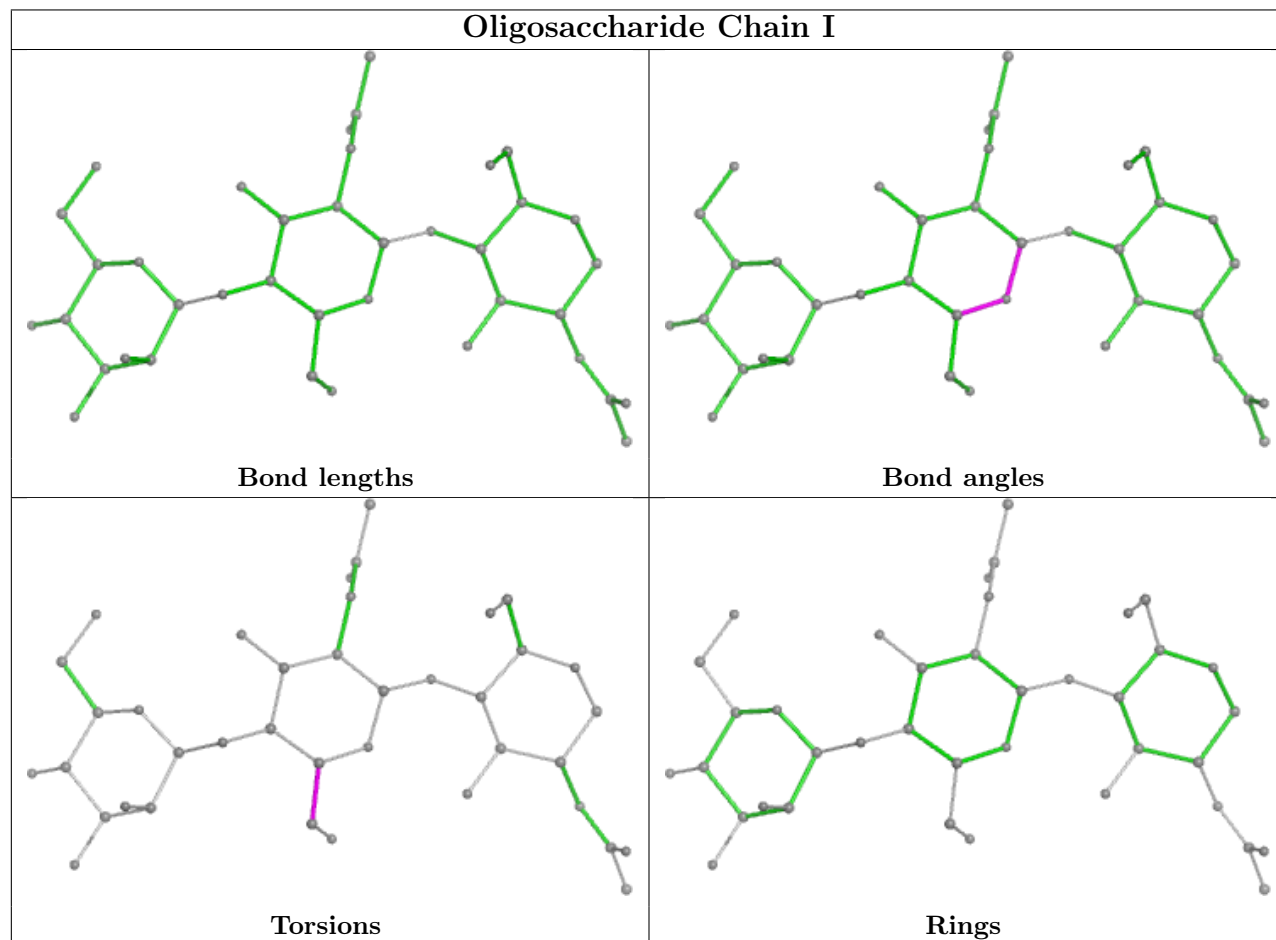 Oligosaccharide Chain I
Bond lengths
Bond angles
Torsions
Rings